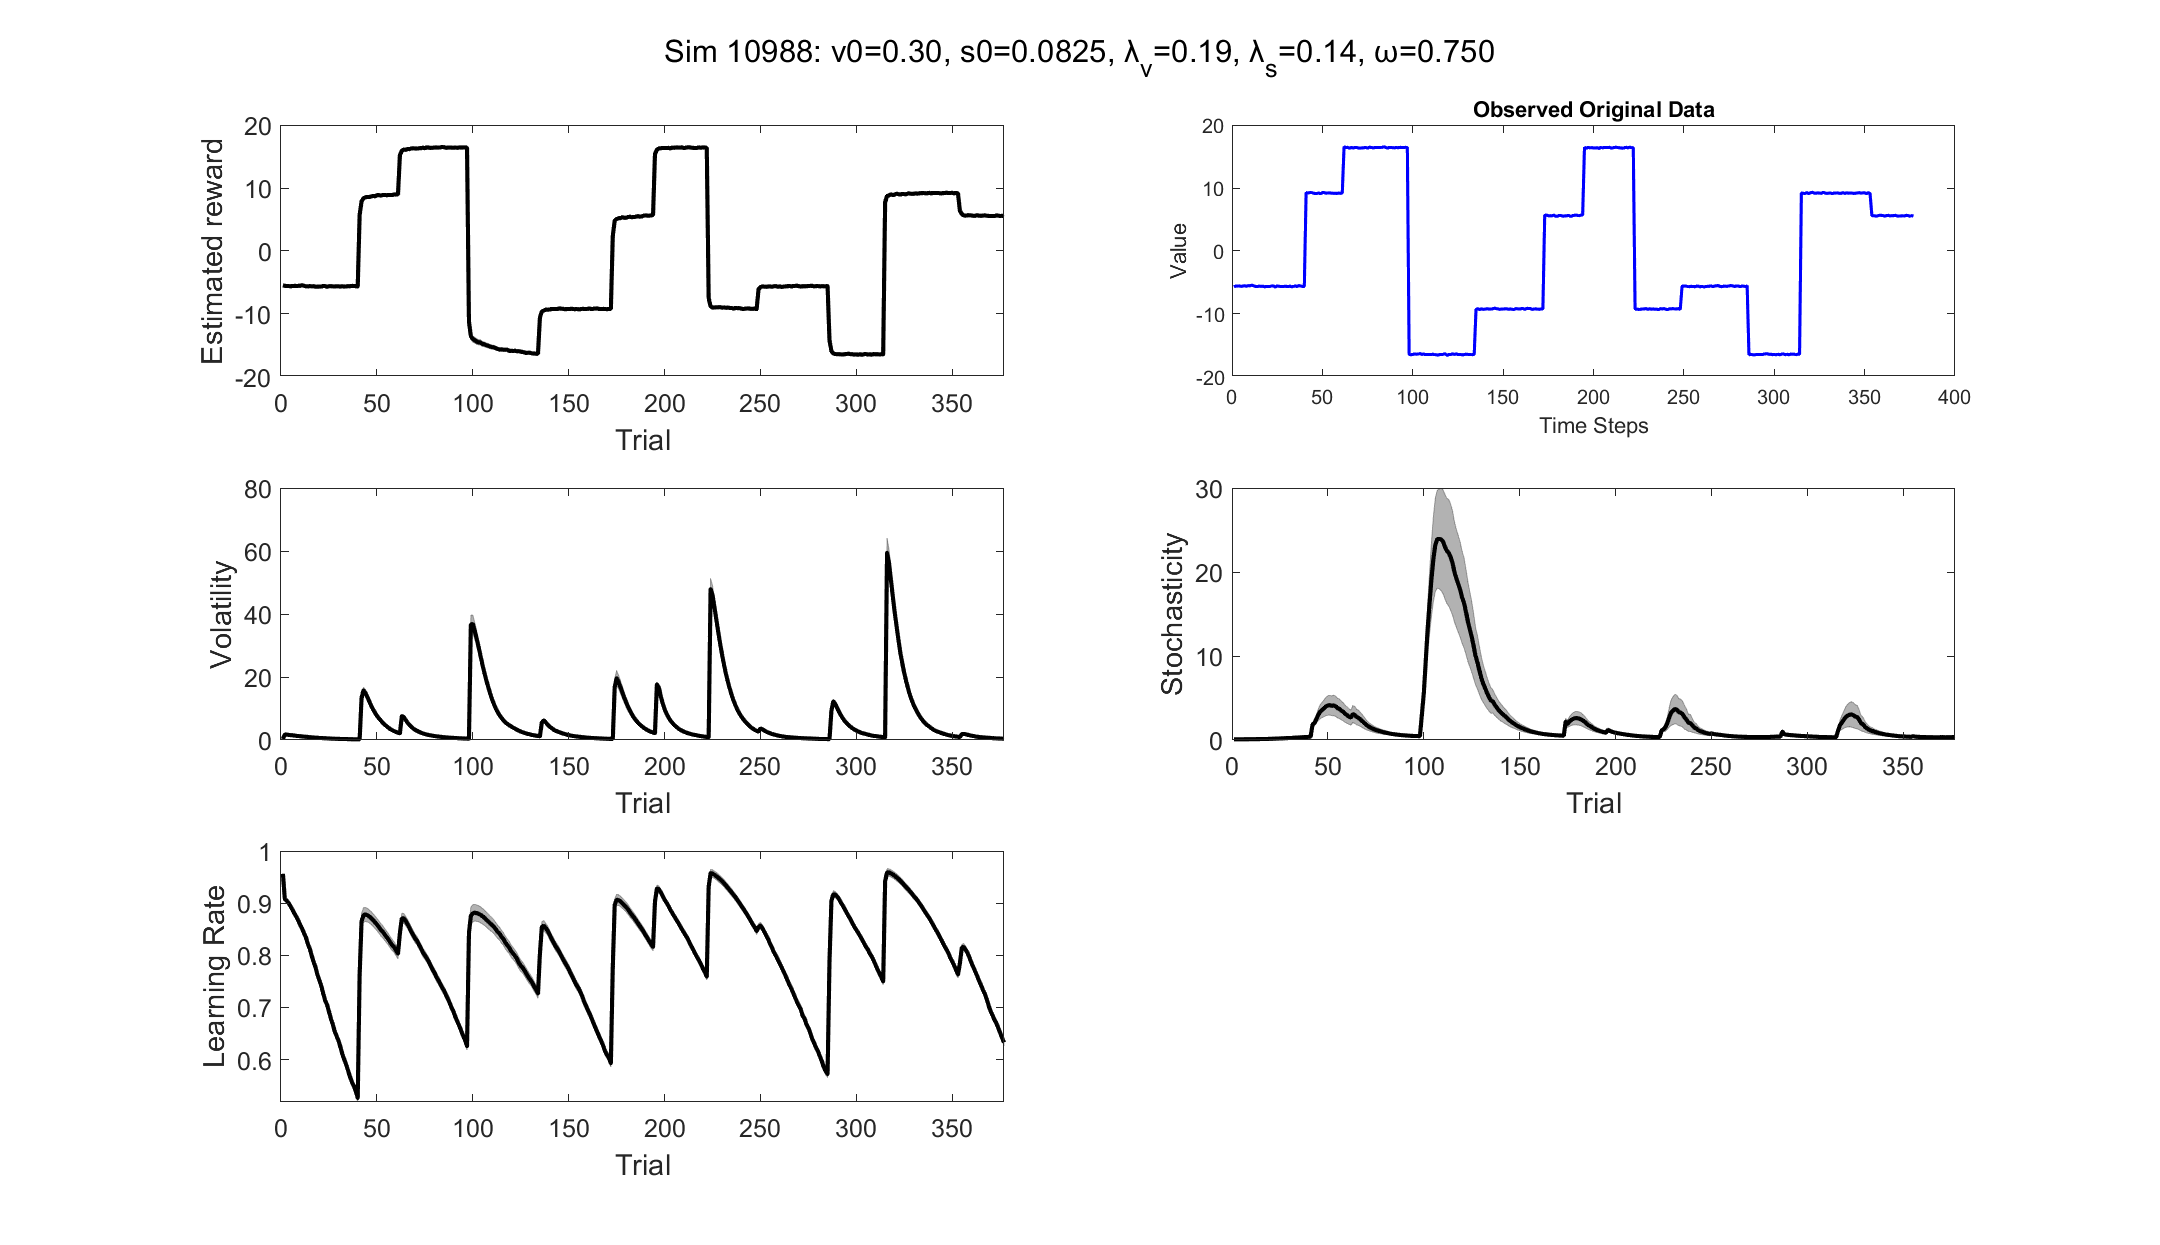 Sim 10988: v0=0.30, s0=0.0825, λv=0.19, λs=0.14, ω=0.750
Estimated reward
20
10
0
-10
-20
0 50 100 150 200 250 300 350
Trial
Observed Original Data
Value
20
10
0
-10
-20
0 50 100 150 200 250 300 350 400
Time Steps
Volatility
80
60
40
20
0
0 50 100 150 200 250 300 350
Trial
Stochasticity
30
20
10
0
0 50 100 150 200 250 300 350
Trial
Learning Rate
1
0.9
0.8
0.7
0.6
0 50 100 150 200 250 300 350
Trial